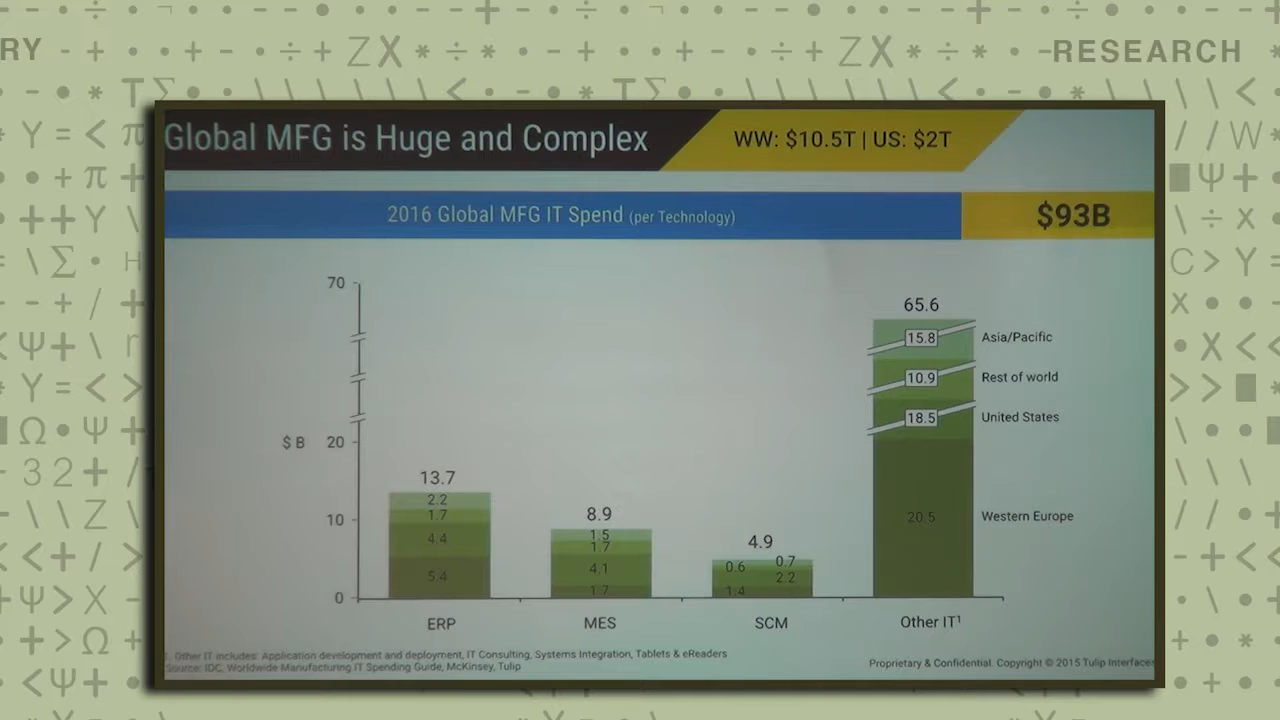 RY
RESEARCH
Global MFG is Huge and Complex
WW: $10.5T | US: $2T
2016 Global MFG IT Spend (per Technology)
$93B
70
65.6
15.8
Asia/Pacific
10.9
Rest of world
18.5
United States
$ B
20
13.7
2.2
1.7
4.4
5.4
8.9
1.5
1.7
4.1
1.7
4.9
0.6
0.7
2.2
1.4
20.5
Western Europe
10
0
ERP
MES
SCM
Other IT¹
1. Other IT includes: Application development and deployment, IT Consulting, Systems Integration, Tablets & eReaders
Source: IDC, Worldwide Manufacturing IT Spending Guide, McKinsey, Tulip
Proprietary & Confidential. Copyright © 2015 Tulip Interfaces